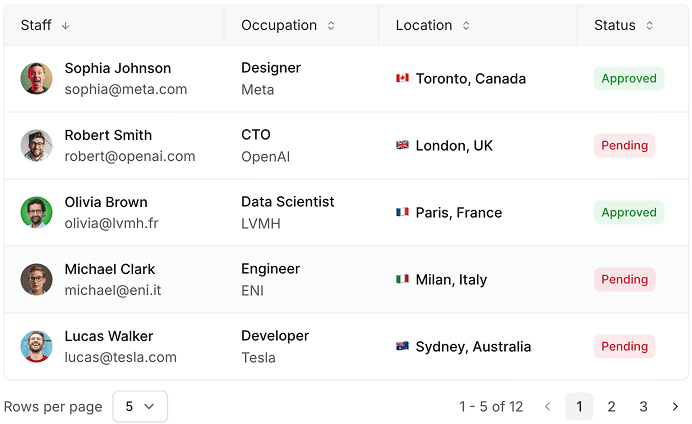 Staff Occupation Location Status
Sophia Johnson Designer
sophia@meta.com Meta
Toronto, Canada Approved
Robert Smith CTO
robert@openai.com OpenAI
London, UK Pending
Olivia Brown Data Scientist
olivia@lvmh.fr LVMH
Paris, France Approved
Michael Clark Engineer
michael@eni.it ENI
Milan, Italy Pending
Lucas Walker Developer
lucas@tesla.com Tesla
Sydney, Australia Pending
Rows per page 5 1 - 5 of 12 1 2 3